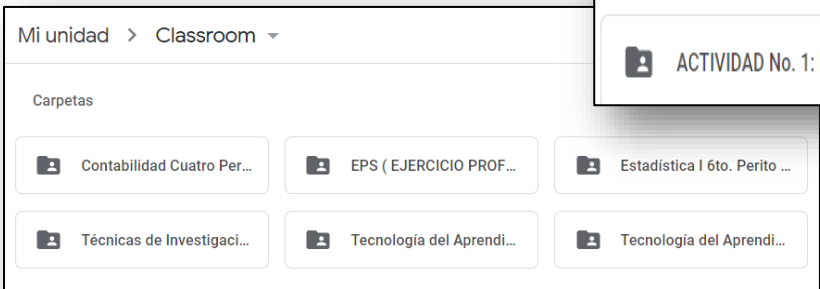 Mi unidad > Classroom
ACTIVIDAD No. 1:
Carpetas
Contabilidad Cuatro Per... EPS ( EJERCICIO PROF... Estadística I 6to. Perito ...
Técnicas de Investigaci... Tecnología del Aprendi... Tecnología del Aprendi...